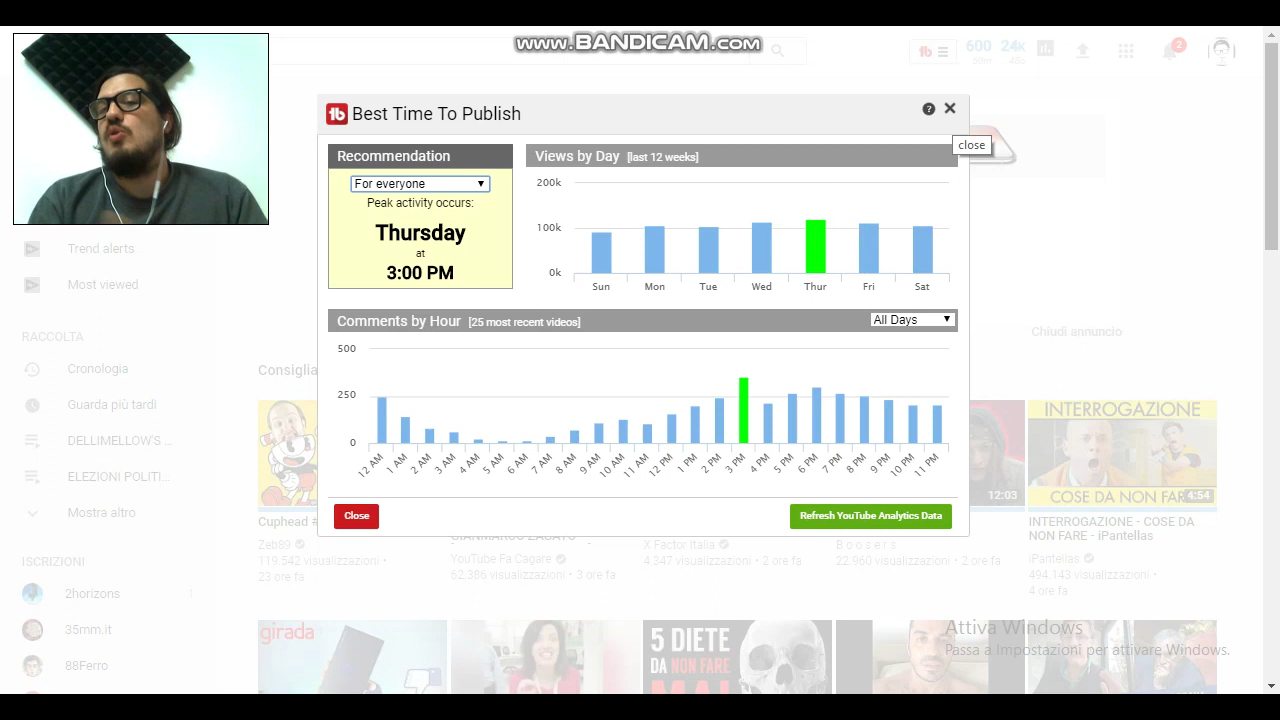 www.BANDICAM.com
600
24k
48h
2
Best Time To Publish
close
Recommendation
For everyone
Peak activity occurs:
Thursday
at
3:00 PM
Views by Day [last 12 weeks]
200k
100k
0k
Sun Mon Tue Wed Thur Fri Sat
Comments by Hour [25 most recent videos]
All Days
500
250
0
12 AM 1 AM 2 AM 3 AM 4 AM 5 AM 6 AM 7 AM 8 AM 9 AM 10 AM 11 AM 12 PM 1 PM 2 PM 3 PM 4 PM 5 PM 6 PM 7 PM 8 PM 9 PM 10 PM 11 PM
Close
Refresh YouTube Analytics Data
Trend alerts
Most viewed
RACCOLTA
Cronologia
Guarda più tardi
DELLIMELLOW'S ...
ELEZIONI POLITI...
Mostra altro
ISCRIZIONI
2horizons
35mm.it
88Ferro
Chiudi annuncio
Consiglia
Cuphead #
Zeb89
119.542 visualizzazioni •
23 ore fa
YouTube Fa Cagare
62.386 visualizzazioni • 3 ore fa
X Factor Italia
4.347 visualizzazioni • 2 ore fa
12:03
B o o s e r s
22.960 visualizzazioni • 2 ore fa
INTERROGAZIONE
COSE DA NON FAR
4:54
INTERROGAZIONE - COSE DA
NON FARE - iPantellas
iPantellas
494.143 visualizzazioni •
4 ore fa
girada
5 DIETE
DA NON FARE
MAI
Attiva Windows
Passa a Impostazioni per attivare Windows.